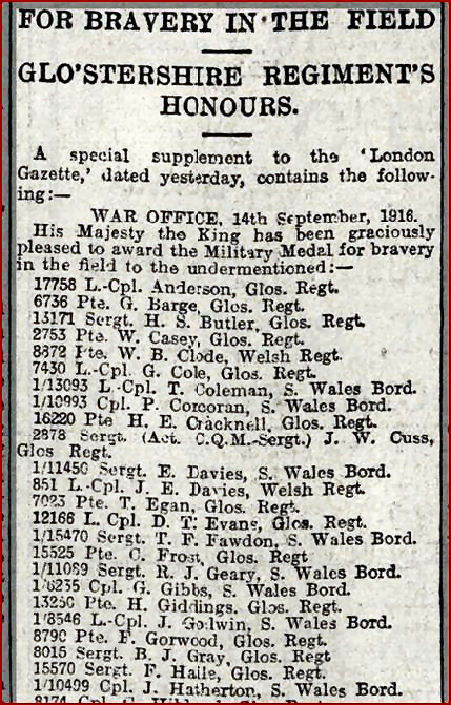 FOR BRAVERY IN THE FIELD
GLO'STERSHIRE REGIMENT'S
HONOURS.
A special supplement to the 'London
Gazette,' dated yesterday, contains the follow-
ing:—
WAR OFFICE, 14th September, 1916.
His Majesty the King has been graciously
pleased to award the Military Medal for bravery
in the field to the undermentioned:—
17758 L.-Cpl. Anderson, Glos. Regt.
6736 Pte. G. Barge, Glos. Regt.
13171 Sergt. H. S. Butler, Glos. Regt.
2753 Pte. W. Casey, Glos. Regt.
8872 Pte. W. B. Clode, Welsh Regt.
7430 L.-Cpl. G. Cole, Glos. Regt.
1/13093 L.-Cpl. T. Coleman, S. Wales Bord.
1/10993 Cpl. P. Corcoran, S. Wales Bord.
16220 Pte H. E. Cracknell, Glos. Regt.
2878 Sergt. (Act. C.Q.M.-Sergt.) J. W. Cuss,
Glos Regt.
1/11450 Sergt. E. Davies, S. Wales Bord.
851 L.-Cpl. J. E. Davies, Welsh Regt.
7023 Pte. T. Egan, Glos. Regt.
12166 L. Cpl. D. T. Evans, Glos. Regt.
1/15470 Sergt. T. F. Fawdon, S. Wales Bord.
15525 Pte. C. Frost, Glos. Regt
1/11069 Sergt. R. J. Geary, S. Wales Bord.
Cpl. G. Gibbs, S. Wales Bord.
13250 Pte. H. Giddings. Glos. Regt.
1/8546 L.-Cpl. J. Godwin, S. Wales Bord.
8790 Pte. F. Gorwood, Glos. Regt.
8015 Sergt. B. J. Gray, Glos. Regt
15570 Sergt. F. Haile, Glos. Regt.
1/10499 Cpl. J. Hatherton, S. Wales Bord.